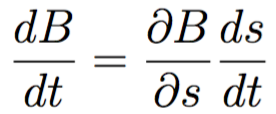 dB/dt = ∂B/∂s ds/dt